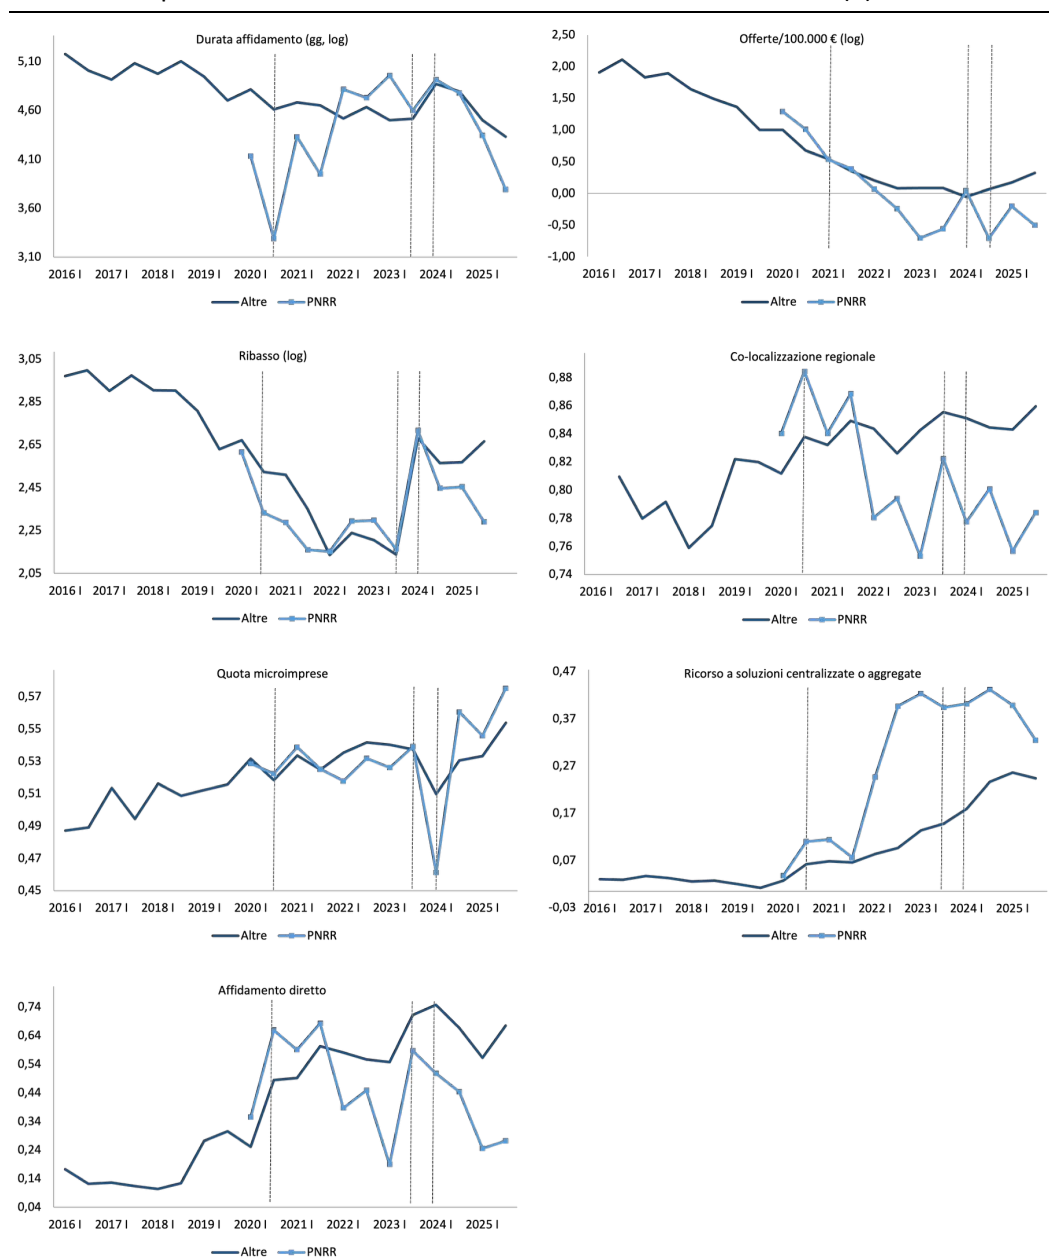 Durata affidamento (gg, log)
5,10
4,60
4,10
3,60
3,10
2016 I 2017 I 2018 I 2019 I 2020 I 2021 I 2022 I 2023 I 2024 I 2025 I
Altre PNRR
Offerte/100.000 € (log)
2,50
2,00
1,50
1,00
0,50
0,00
-0,50
-1,00
2016 I 2017 I 2018 I 2019 I 2020 I 2021 I 2022 I 2023 I 2024 I 2025 I
Altre PNRR
Ribasso (log)
3,05
2,85
2,65
2,45
2,25
2,05
2016 I 2017 I 2018 I 2019 I 2020 I 2021 I 2022 I 2023 I 2024 I 2025 I
Altre PNRR
Co-localizzazione regionale
0,88
0,86
0,84
0,82
0,80
0,78
0,76
0,74
2016 I 2017 I 2018 I 2019 I 2020 I 2021 I 2022 I 2023 I 2024 I 2025 I
Altre PNRR
Quota microimprese
0,57
0,55
0,53
0,51
0,49
0,47
0,45
2016 I 2017 I 2018 I 2019 I 2020 I 2021 I 2022 I 2023 I 2024 I 2025 I
Altre PNRR
Ricorso a soluzioni centralizzate o aggregate
0,47
0,37
0,27
0,17
0,07
-0,03
2016 I 2017 I 2018 I 2019 I 2020 I 2021 I 2022 I 2023 I 2024 I 2025 I
Altre PNRR
Affidamento diretto
0,74
0,64
0,54
0,44
0,34
0,24
0,14
0,04
2016 I 2017 I 2018 I 2019 I 2020 I 2021 I 2022 I 2023 I 2024 I 2025 I
Altre PNRR